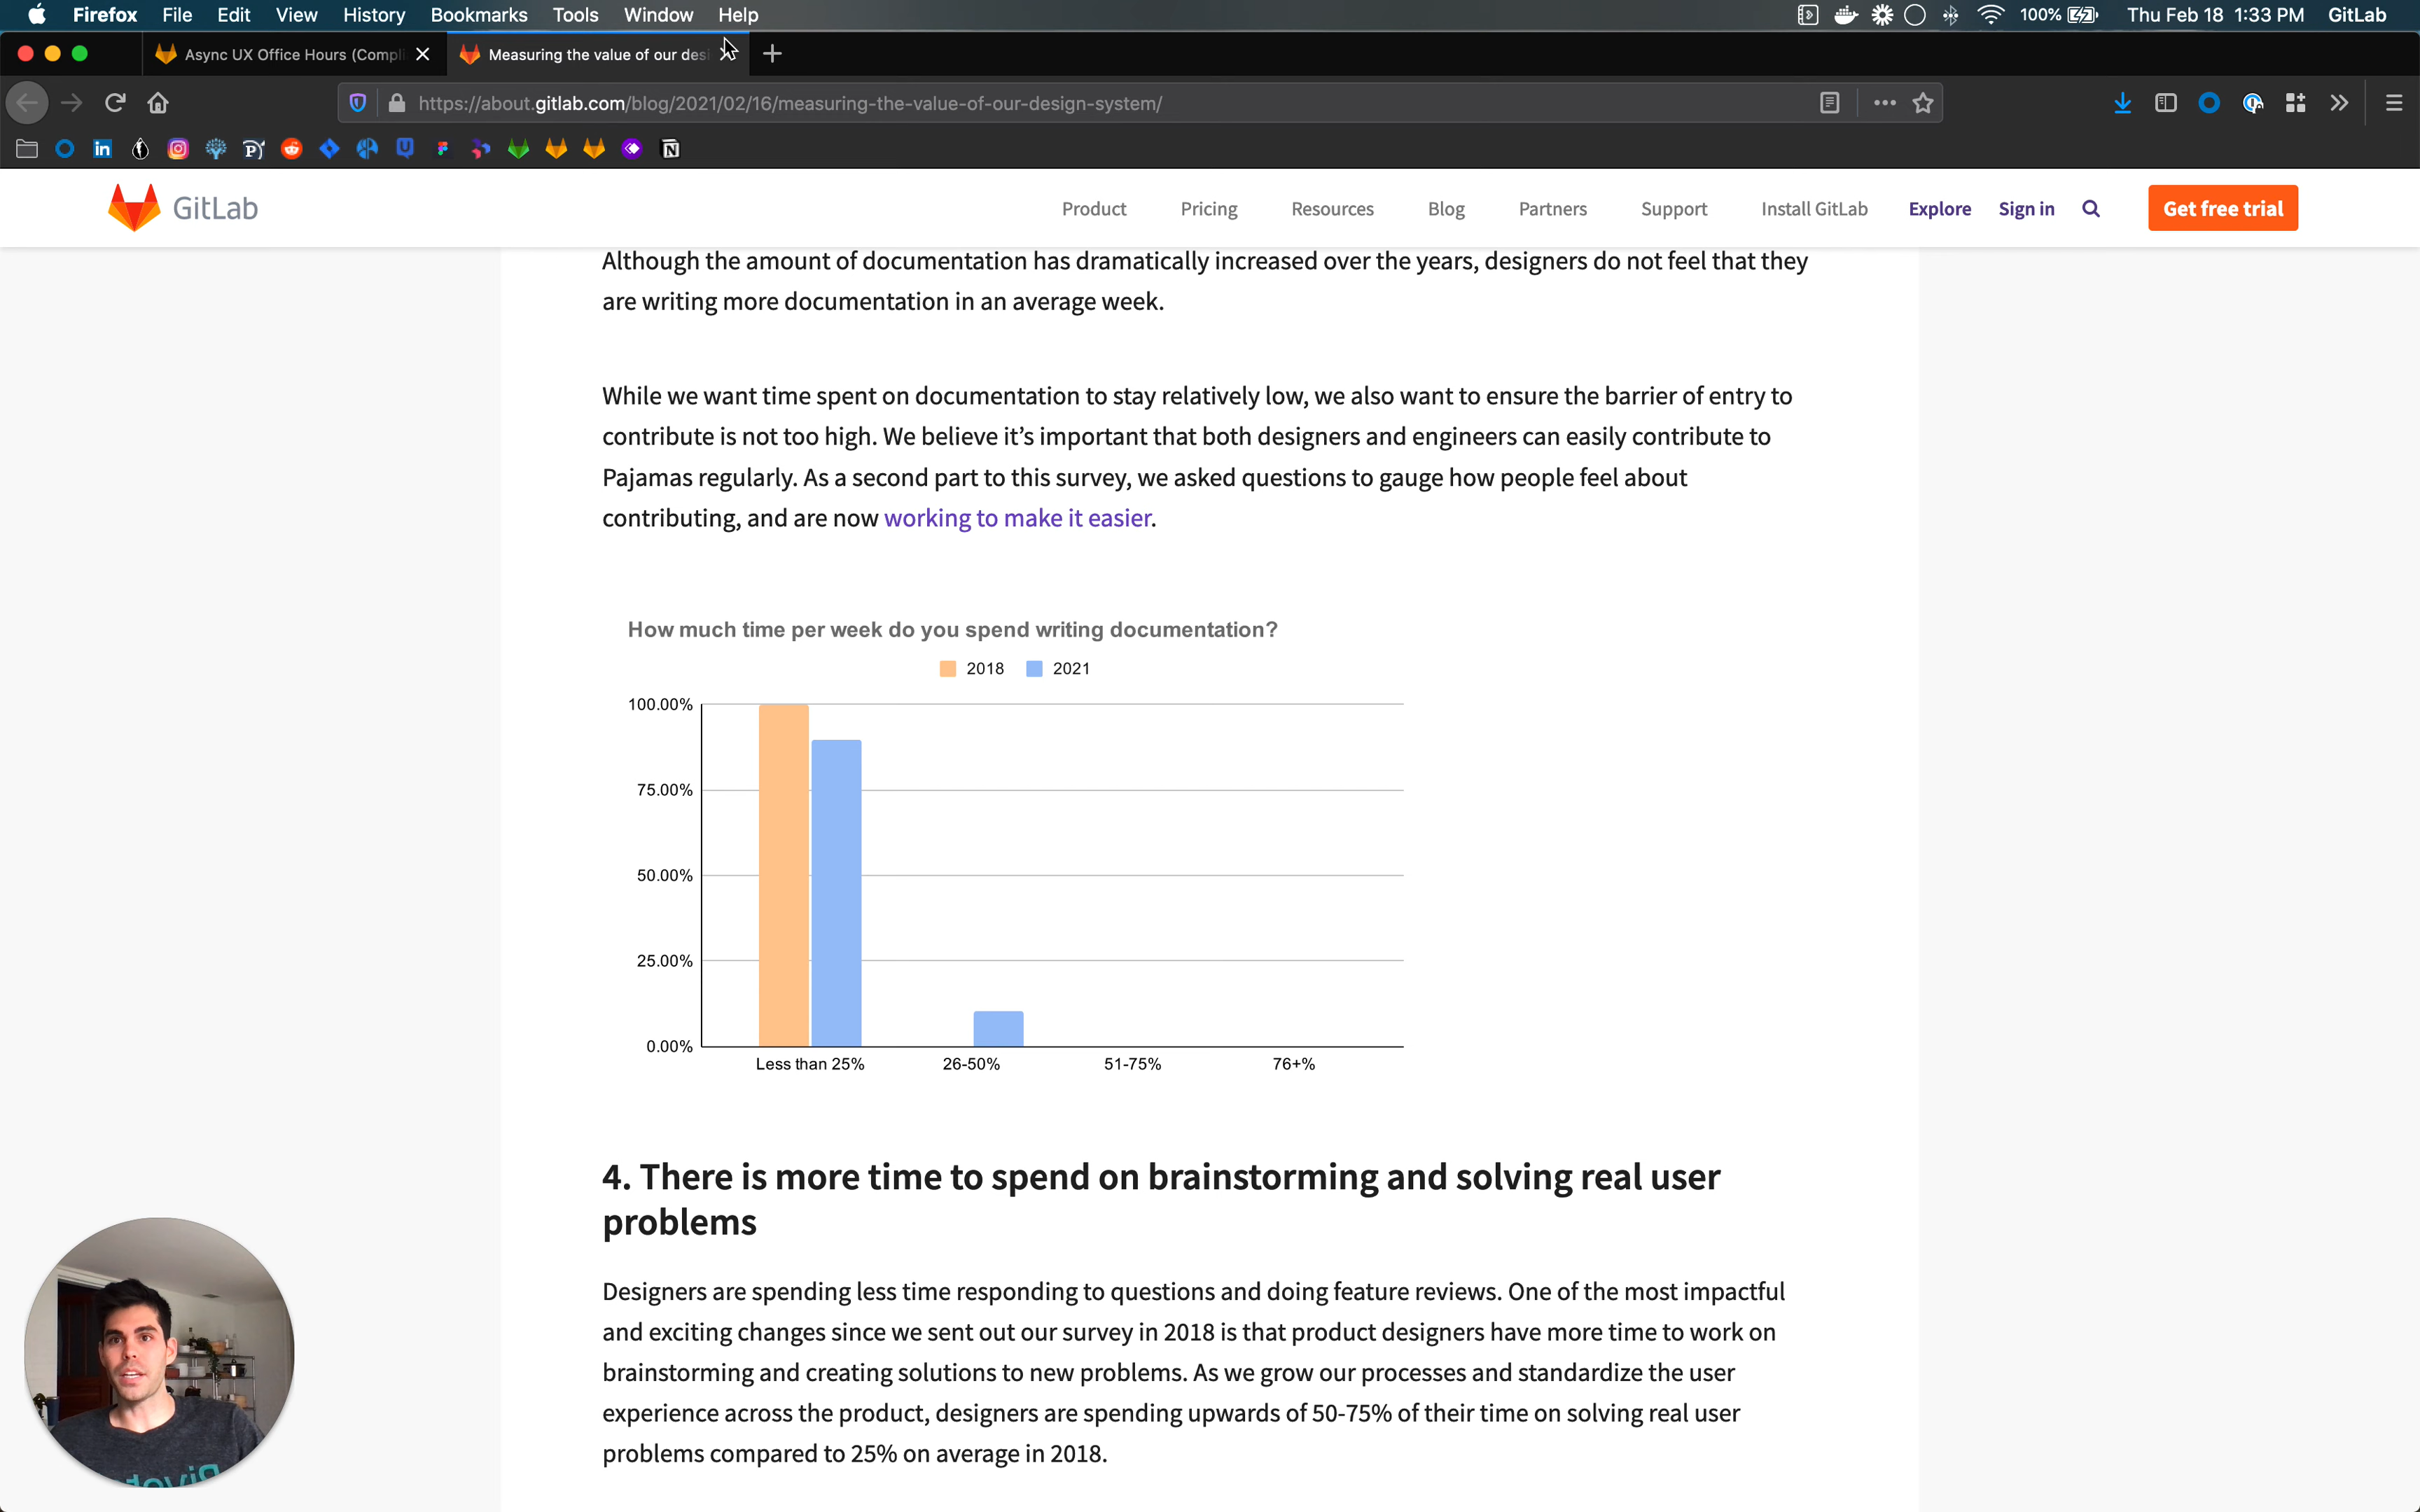 Firefox File Edit View History Bookmarks Tools Window Help 100% Thu Feb 18 1:33 PM GitLab
Async UX Office Hours (Compli Measuring the value of our des
https://about.gitlab.com/blog/2021/02/16/measuring-the-value-of-our-design-system/
GitLab Product Pricing Resources Blog Partners Support Install GitLab Explore Sign in Get free trial
Although the amount of documentation has dramatically increased over the years, designers do not feel that they
are writing more documentation in an average week.
While we want time spent on documentation to stay relatively low, we also want to ensure the barrier of entry to
contribute is not too high. We believe it’s important that both designers and engineers can easily contribute to
Pajamas regularly. As a second part to this survey, we asked questions to gauge how people feel about
contributing, and are now working to make it easier.
How much time per week do you spend writing documentation?
2018 2021
100.00%
75.00%
50.00%
25.00%
0.00%
Less than 25% 26-50% 51-75% 76+%
4. There is more time to spend on brainstorming and solving real user
problems
Designers are spending less time responding to questions and doing feature reviews. One of the most impactful
and exciting changes since we sent out our survey in 2018 is that product designers have more time to work on
brainstorming and creating solutions to new problems. As we grow our processes and standardize the user
experience across the product, designers are spending upwards of 50-75% of their time on solving real user
problems compared to 25% on average in 2018.